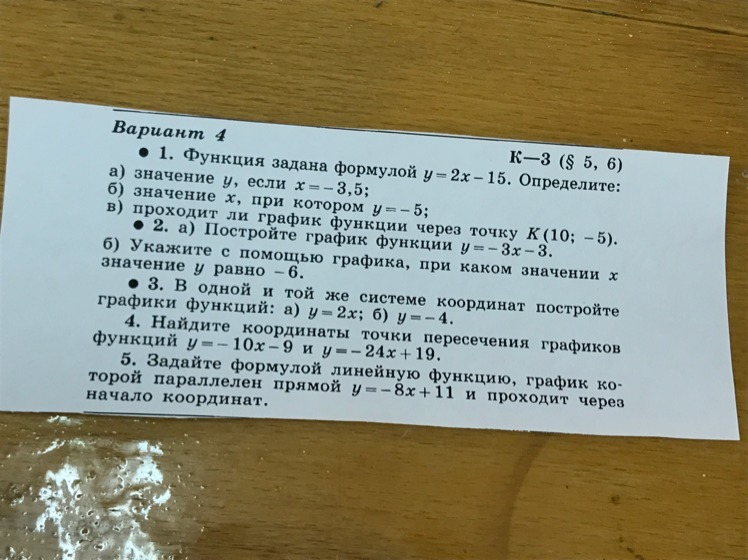 Вариант 4
К—3 (§ 5, 6)
• 1. Функция задана формулой y=2x−15. Определите:
а) значение y, если x=−3,5;
б) значение x, при котором y=−5;
в) проходит ли график функции через точку K(10; −5).
• 2. а) Постройте график функции y=−3x−3.
б) Укажите с помощью графика, при каком значении x
значение y равно −6.
• 3. В одной и той же системе координат постройте
графики функций: а) y=2x; б) y=−4.
4. Найдите координаты точки пересечения графиков
функций y=−10x−9 и y=−24x+19.
5. Задайте формулой линейную функцию, график ко-
торой параллелен прямой y=−8x+11 и проходит через
начало координат.